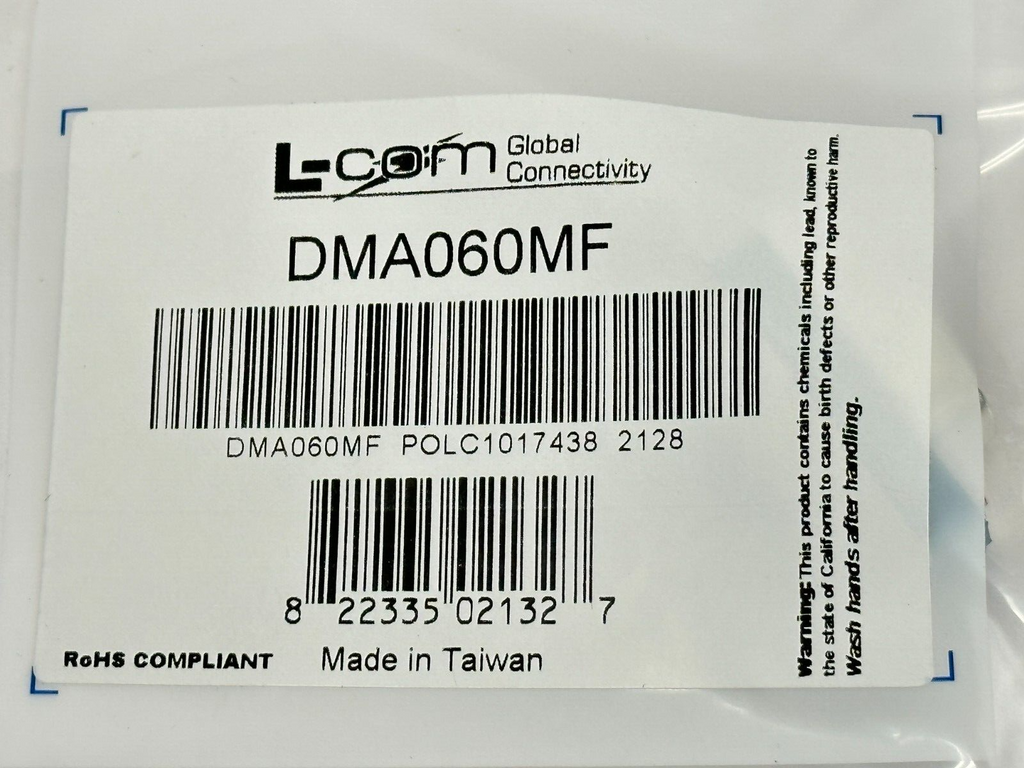 L-com Global
Connectivity
DMA060MF
DMA060MF POLC1017438 2128
8 22335 02132 7
RoHS COMPLIANT Made in Taiwan
Warning: This product contains chemicals including lead, known to
the state of California to cause birth defects or other reproductive harm.
Wash hands after handling.